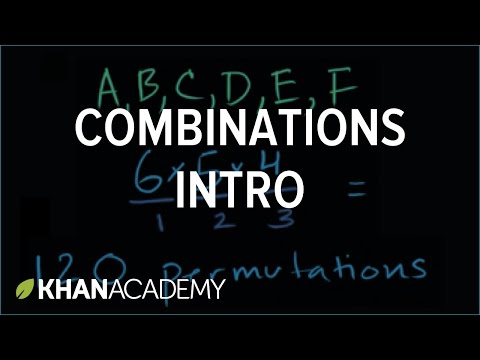 A, B, C, D, E, F
COMBINATIONS
6 × 5 × 4 =
INTRO
1 2 3
120 permutations
KHANACADEMY